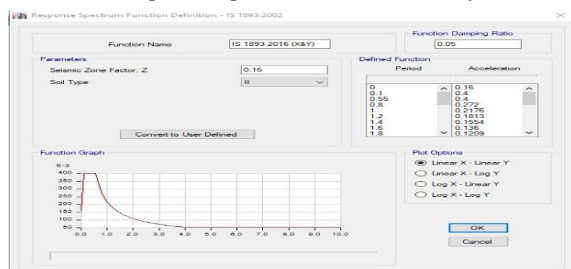 Response Spectrum Function Definition - IS 1893:2002
Function Name
IS 1893 2016 (X&Y)
Function Damping Ratio
0.05
Parameters
Seismic Zone Factor, Z
0.16
Soil Type
II
Convert to User Defined
Defined Function
Period Acceleration
0 0.16
0.1 0.4
0.55 0.4
0.8 0.272
1 0.2176
1.2 0.1813
1.4 0.1554
1.6 0.136
1.8 0.1209
Function Graph
E-3
400
350
300
250
200
150
100
50
0.0 1.0 2.0 3.0 4.0 5.0 6.0 7.0 8.0 9.0 10.0
Plot Options
Linear X - Linear Y
Linear X - Log Y
Log X - Linear Y
Log X - Log Y
OK
Cancel